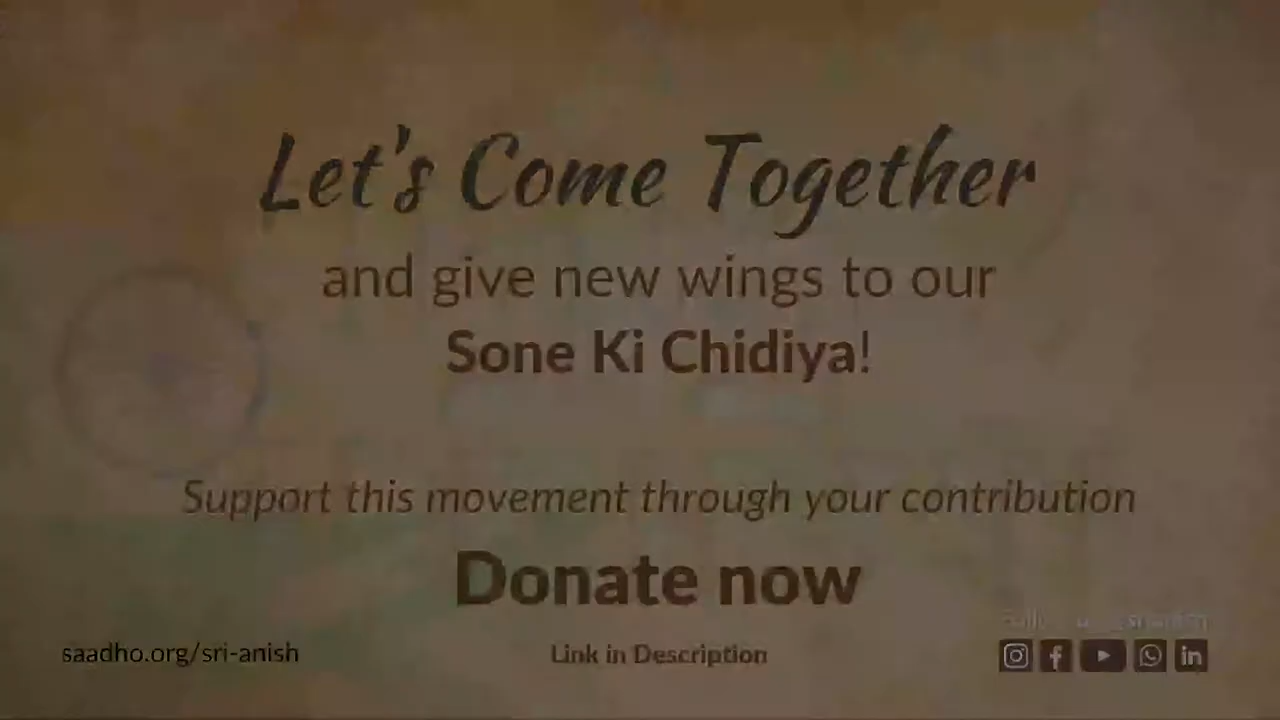 Let's Come Together
and give new wings to our
Sone Ki Chidiya!
Support this movement through your contribution
Donate now
saadho.org/sri-anish
Link in Description